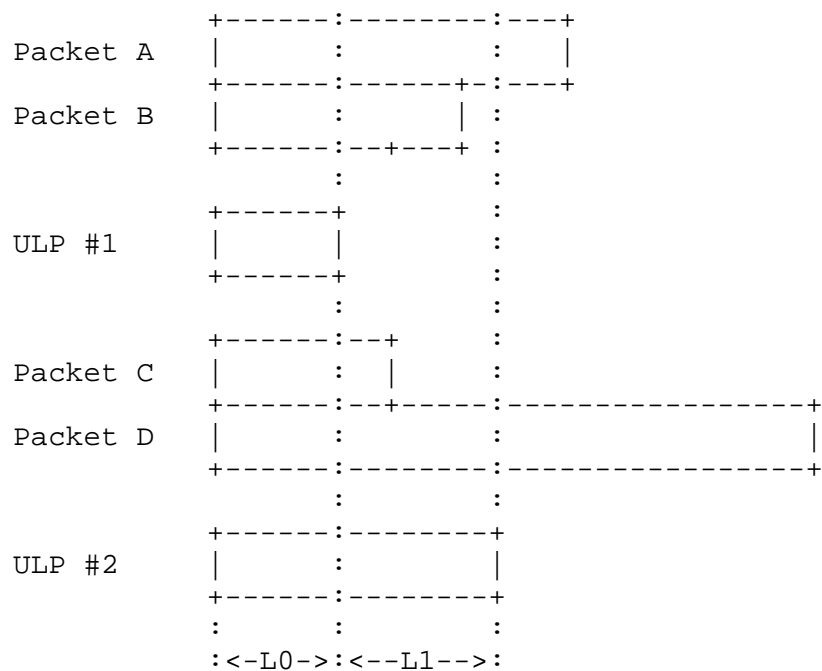 +------:--------:---+
Packet A      |      :        :   |
              +------:------+-:---+
Packet B      |      :      | :
              +------:--+---+ :
                     :        :
              +------+        :
ULP #1        |      |        :
              +------+        :
                     :        :
              +------:--+     :
Packet C      |      :  |     :
              +------:--+-----:-----------------+
Packet D      |      :        :                 |
              +------:--------:-----------------+
                     :        :
              +------:--------+
ULP #2        |      :        |
              +------:--------+
              :      :        :
              :<-L0->:<--L1-->: